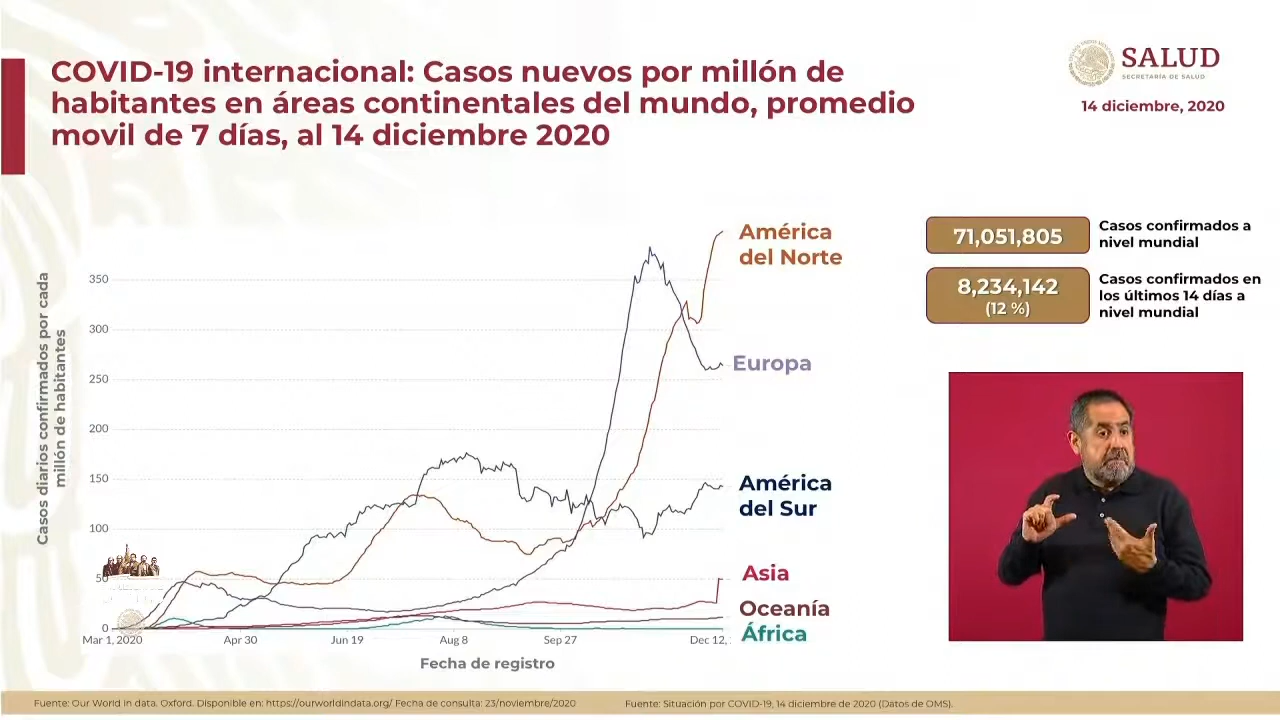 COVID-19 internacional: Casos nuevos por millón de
habitantes en áreas continentales del mundo, promedio
movil de 7 días, al 14 diciembre 2020
SALUD
SECRETARÍA DE SALUD
14 diciembre, 2020
71,051,805
Casos confirmados a
nivel mundial
8,234,142
(12 %)
Casos confirmados en
los últimos 14 días a
nivel mundial
Casos diarios confirmados por cada
millón de habitantes
350
300
250
200
150
100
50
0
Mar 1, 2020
Apr 30
Jun 19
Aug 8
Sep 27
Dec 12,
Fecha de registro
América
del Norte
Europa
América
del Sur
Asia
Oceanía
África
Fuente: Our World in data. Oxford. Disponible en: https://ourworldindata.org/ Fecha de consulta: 23/noviembre/2020
Fuente: Situación por COVID-19, 14 diciembre de 2020 (Datos de OMS).